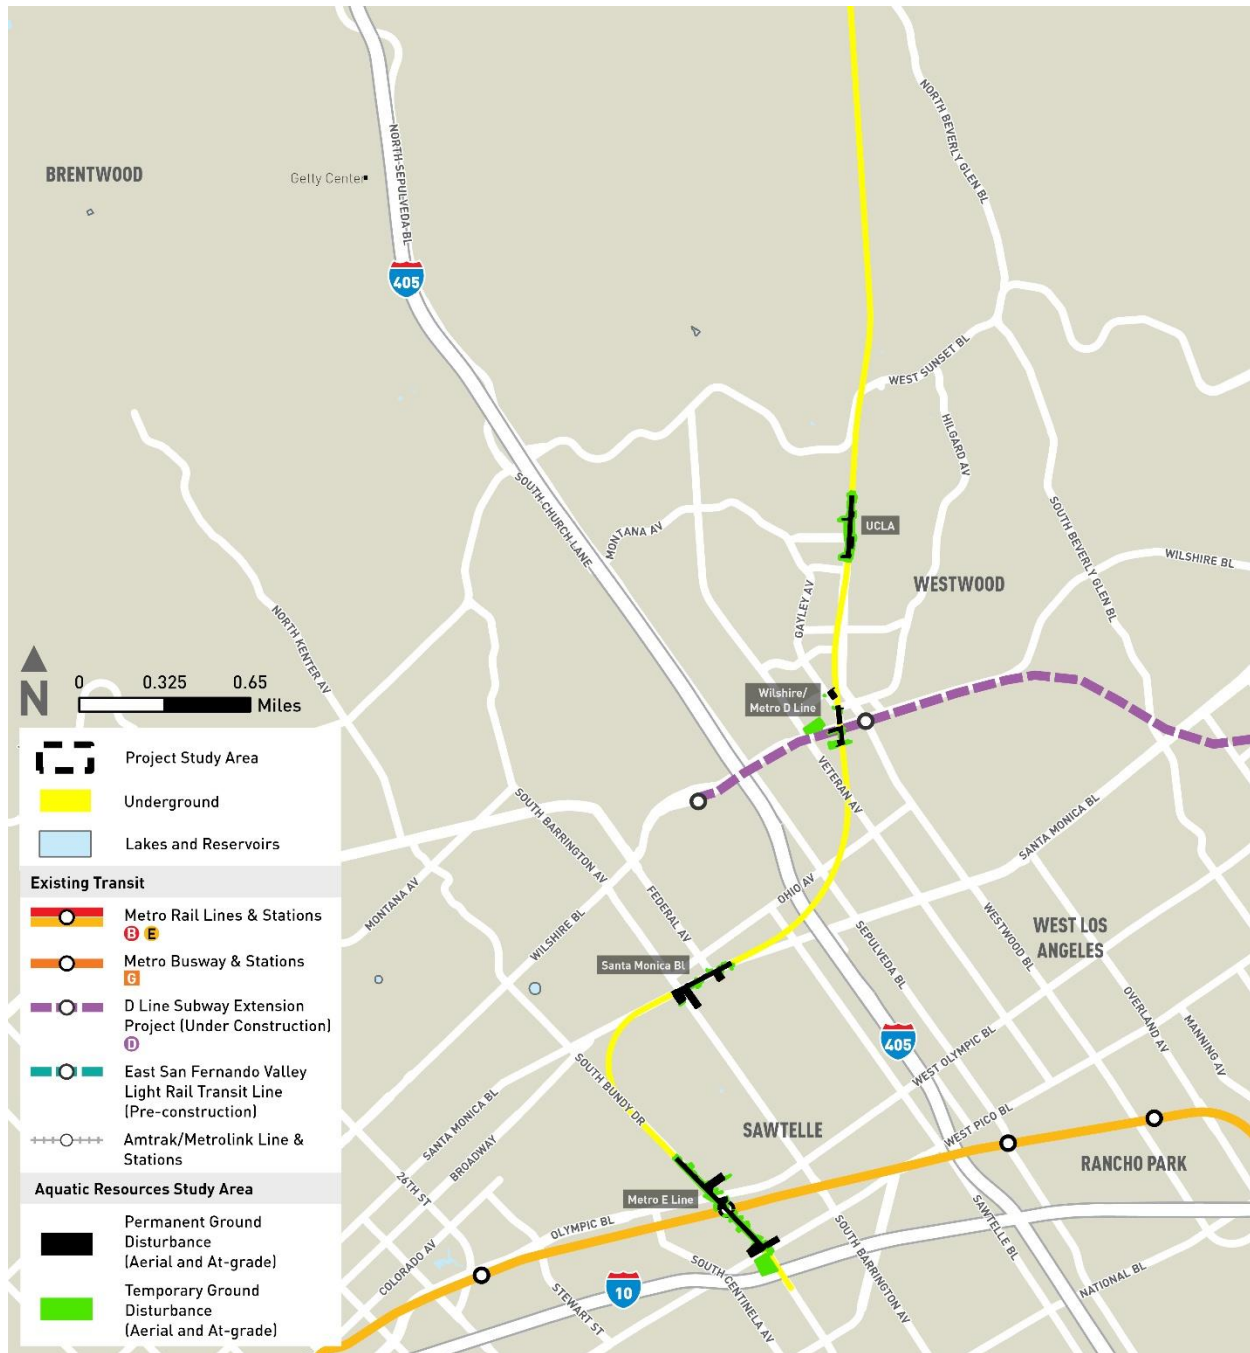 BRENTWOOD
Getty Center
NORTH SEPULVEDA BL
405
NORTH BEVERLY GLEN BL
WEST SUNSET BL
HILGARD AV
SOUTH CHURCH LANE
MONTANA AV
UCLA
WESTWOOD
SOUTH BEVERLY GLEN BL
WILSHIRE BL
GAYLEY AV
NORTH KENTER AV
Wilshire/
Metro D Line
VETERAN AV
SANTA MONICA BL
SOUTH BARRINGTON AV
FEDERAL AV
OHIO AV
MONTANA AV
WILSHIRE BL
SEPULVEDA BL
WESTWOOD BL
WEST LOS
ANGELES
OVERLAND AV
MANNING AV
Santa Monica Bl
405
WEST OLYMPIC BL
SOUTH BUNDY DR
SANTA MONICA BL
BROADWAY
SAWTELLE
WEST PICO BL
RANCHO PARK
26TH ST
Metro E Line
OLYMPIC BL
COLORADO AV
SAWTELLE BL
SOUTH BARRINGTON AV
SOUTH CENTINELA AV
NATIONAL BL
10
STEWART ST
N
0 0.325 0.65
Miles
Project Study Area
Underground
Lakes and Reservoirs
Existing Transit
Metro Rail Lines & Stations
B E
Metro Busway & Stations
G
D Line Subway Extension
Project (Under Construction)
D
East San Fernando Valley
Light Rail Transit Line
(Pre-construction)
Amtrak/Metrolink Line &
Stations
Aquatic Resources Study Area
Permanent Ground
Disturbance
(Aerial and At-grade)
Temporary Ground
Disturbance
(Aerial and At-grade)